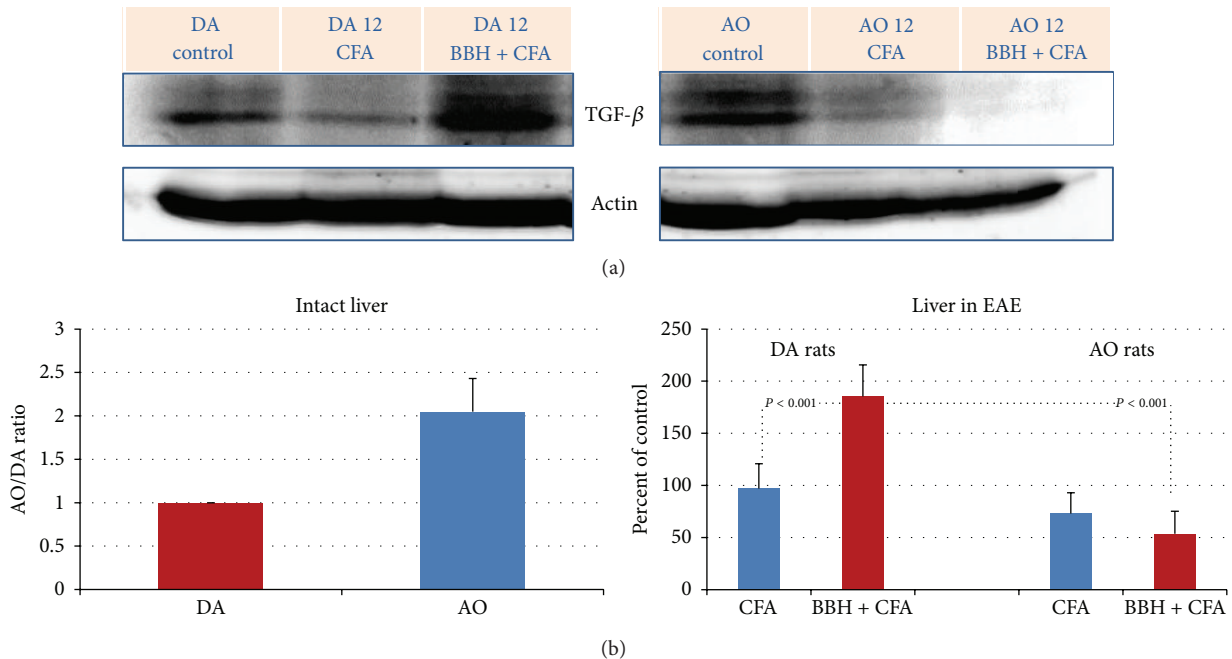 DA control
DA 12 CFA
DA 12 BBH + CFA
AO control
AO 12 CFA
AO 12 BBH + CFA
TGF-β
Actin
(a)
Intact liver
AO/DA ratio
3
2.5
2
1
1
0.5
0
DA
AO
Liver in EAE
Percent of control
250
200
150
100
50
0
DA rats
AO rats
P < 0.001
P < 0.001
CFA
BBH + CFA
CFA
BBH + CFA
(b)